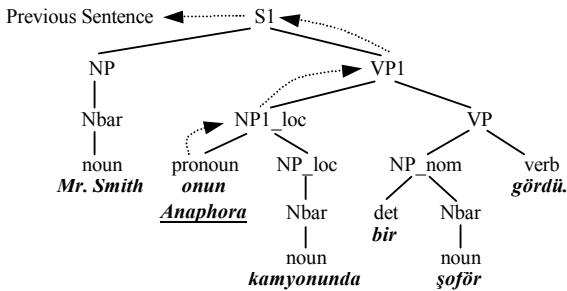 Previous Sentence S1
NP VP1
Nbar NP1_loc VP
noun pronoun NP_loc NP_nom verb
Mr. Smith onun gördü.
Anaphora Nbar det Nbar
bir
noun noun
kamyonunda şoför